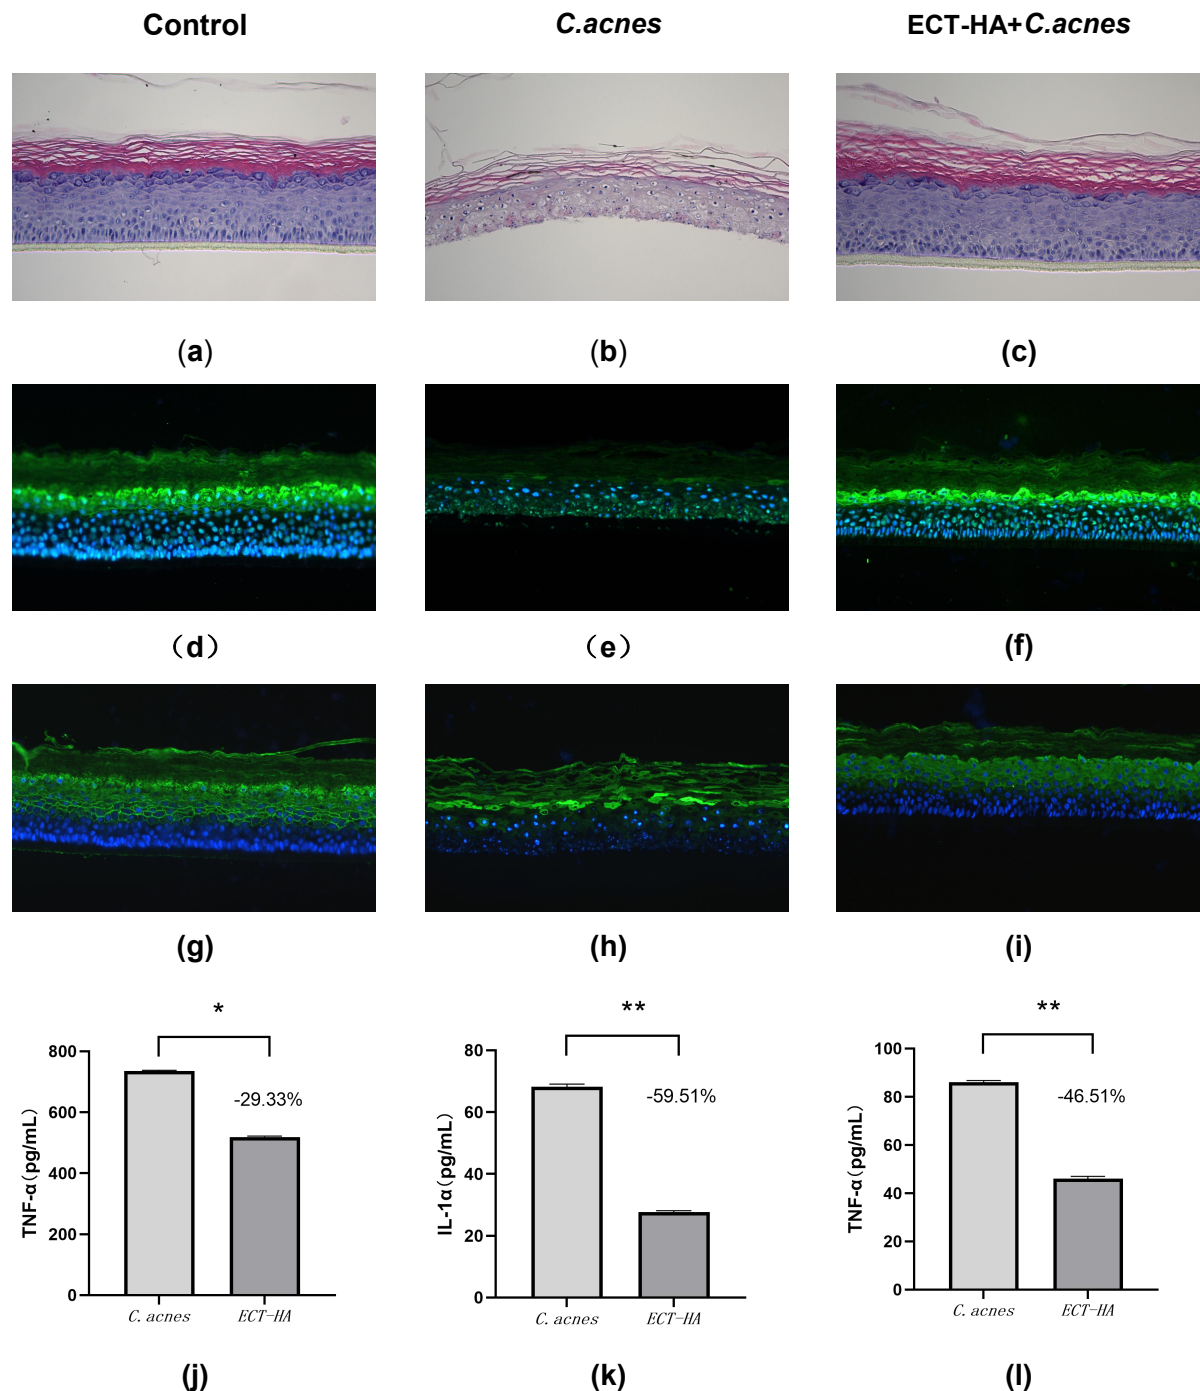 Control
C.acnes
ECT-HA+C.acnes
(a)
(b)
(c)
（d）
（e）
(f)
(g)
(h)
(i)
*
800
600
400
200
0
TNF-α(pg/mL)
-29.33%
C. acnes
ECT-HA
(j)
**
80
60
40
20
0
IL-1α(pg/mL)
-59.51%
C. acnes
ECT-HA
(k)
**
100
80
60
40
20
0
TNF-α(pg/mL)
-46.51%
C. acnes
ECT-HA
(l)